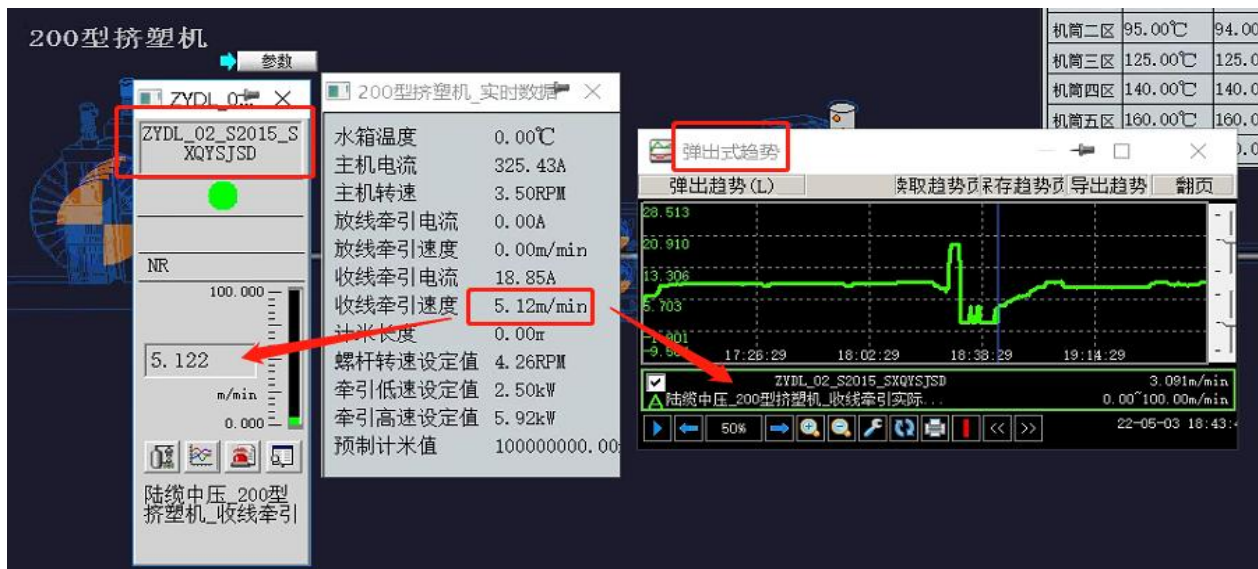 200型挤塑机
参数
ZYDL_0
ZYDL_02_S2015_S
XQYSJSD
NR
100.000
5.122
m/min
0.000
陆缆中压_200型
挤塑机_收线牵引
200型挤塑机_实时数据
水箱温度 0.00℃
主机电流 325.43A
主机转速 3.50RPM
放线牵引电流 0.00A
放线牵引速度 0.00m/min
收线牵引电流 18.85A
收线牵引速度 5.12m/min
计米长度 0.00m
螺杆转速设定值 4.26RPM
牵引低速设定值 2.50kW
牵引高速设定值 5.92kW
预制计米值 100000000.00
机筒二区 95.00℃ 94.00
机筒三区 125.00℃ 125.0
机筒四区 140.00℃ 140.0
机筒五区 160.00℃ 160.0
弹出式趋势
弹出趋势(L) 取趋势页 存趋势页 导出趋势 翻页
28.513
20.910
13.306
5.703
17:26:29 18:02:29 18:38:29 19:14:29
ZYDL_02_S2015_SXQYSJSD 3.091m/min
陆缆中压_200型挤塑机_收线牵引实际... 0.00~100.00m/min
50% << >> 22-05-03 18:43: